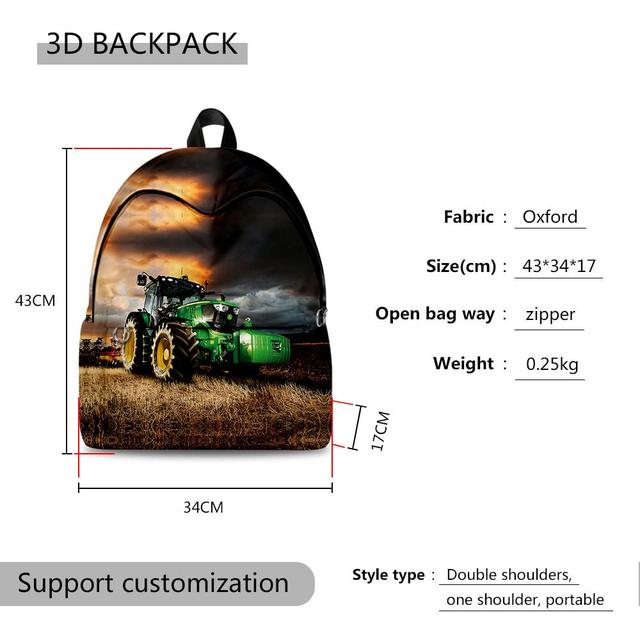 3D BACKPACK
43CM
34CM
17CM
Fabric : Oxford
Size(cm) : 43*34*17
Open bag way : zipper
Weight : 0.25kg
Support customization
Style type : Double shoulders,
one shoulder, portable